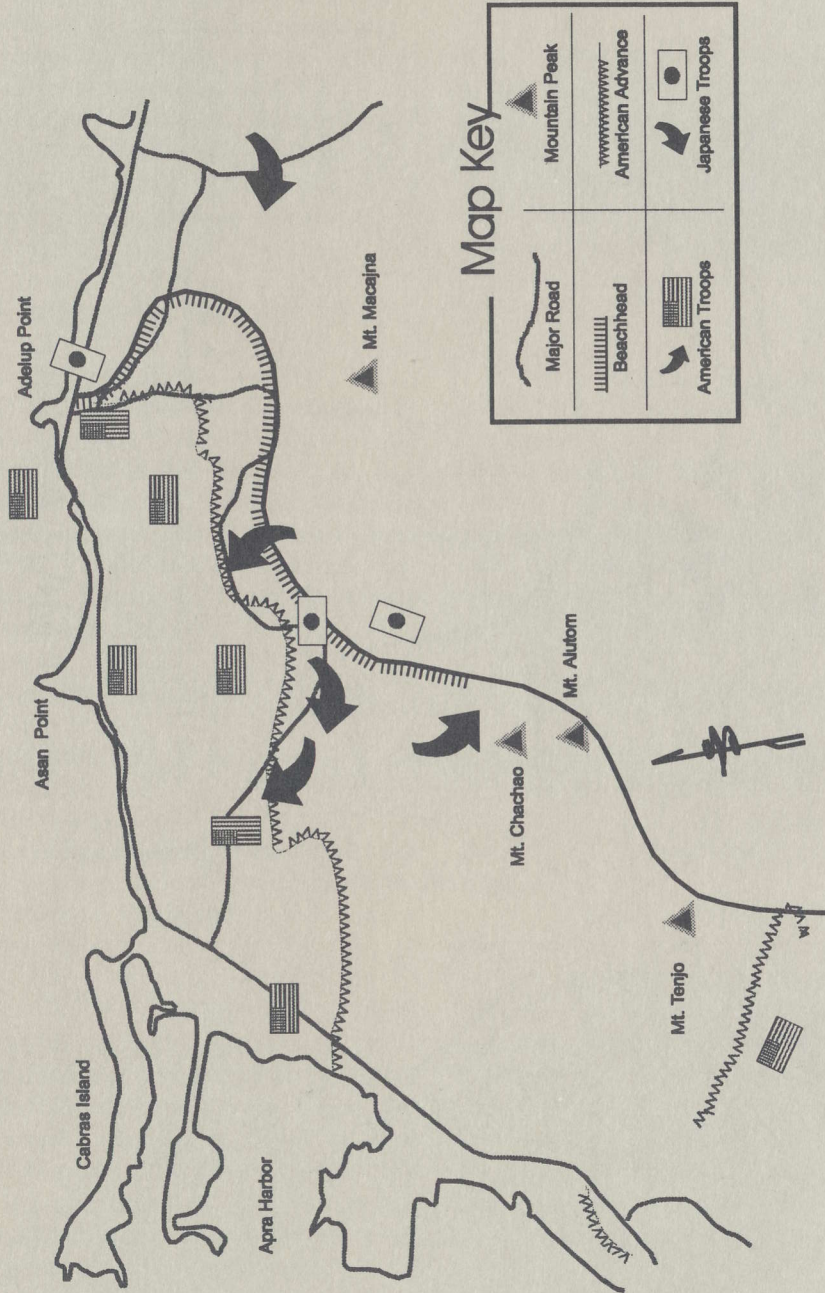 Adelup Point
Asan Point
Cabras Island
Apra Harbor
Mt. Macajna
Mt. Alutom
Mt. Chachao
Mt. Tenjo
Map Key
Major Road
Mountain Peak
Beachhead
American Advance
American Troops
Japanese Troops